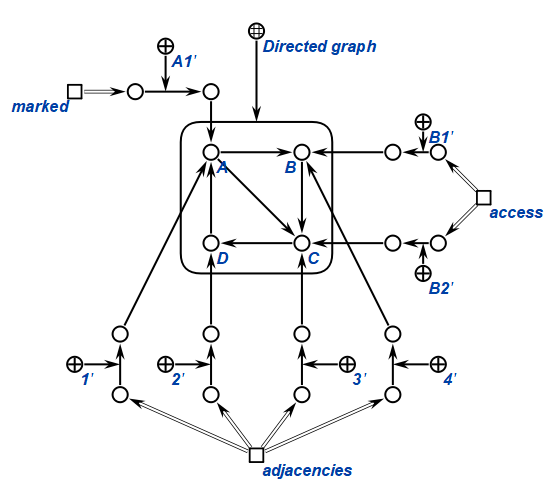 Directed graph
A1'
marked
B1'
A
B
access
D
C
B2'
1'
2'
3'
4'
adjacencies